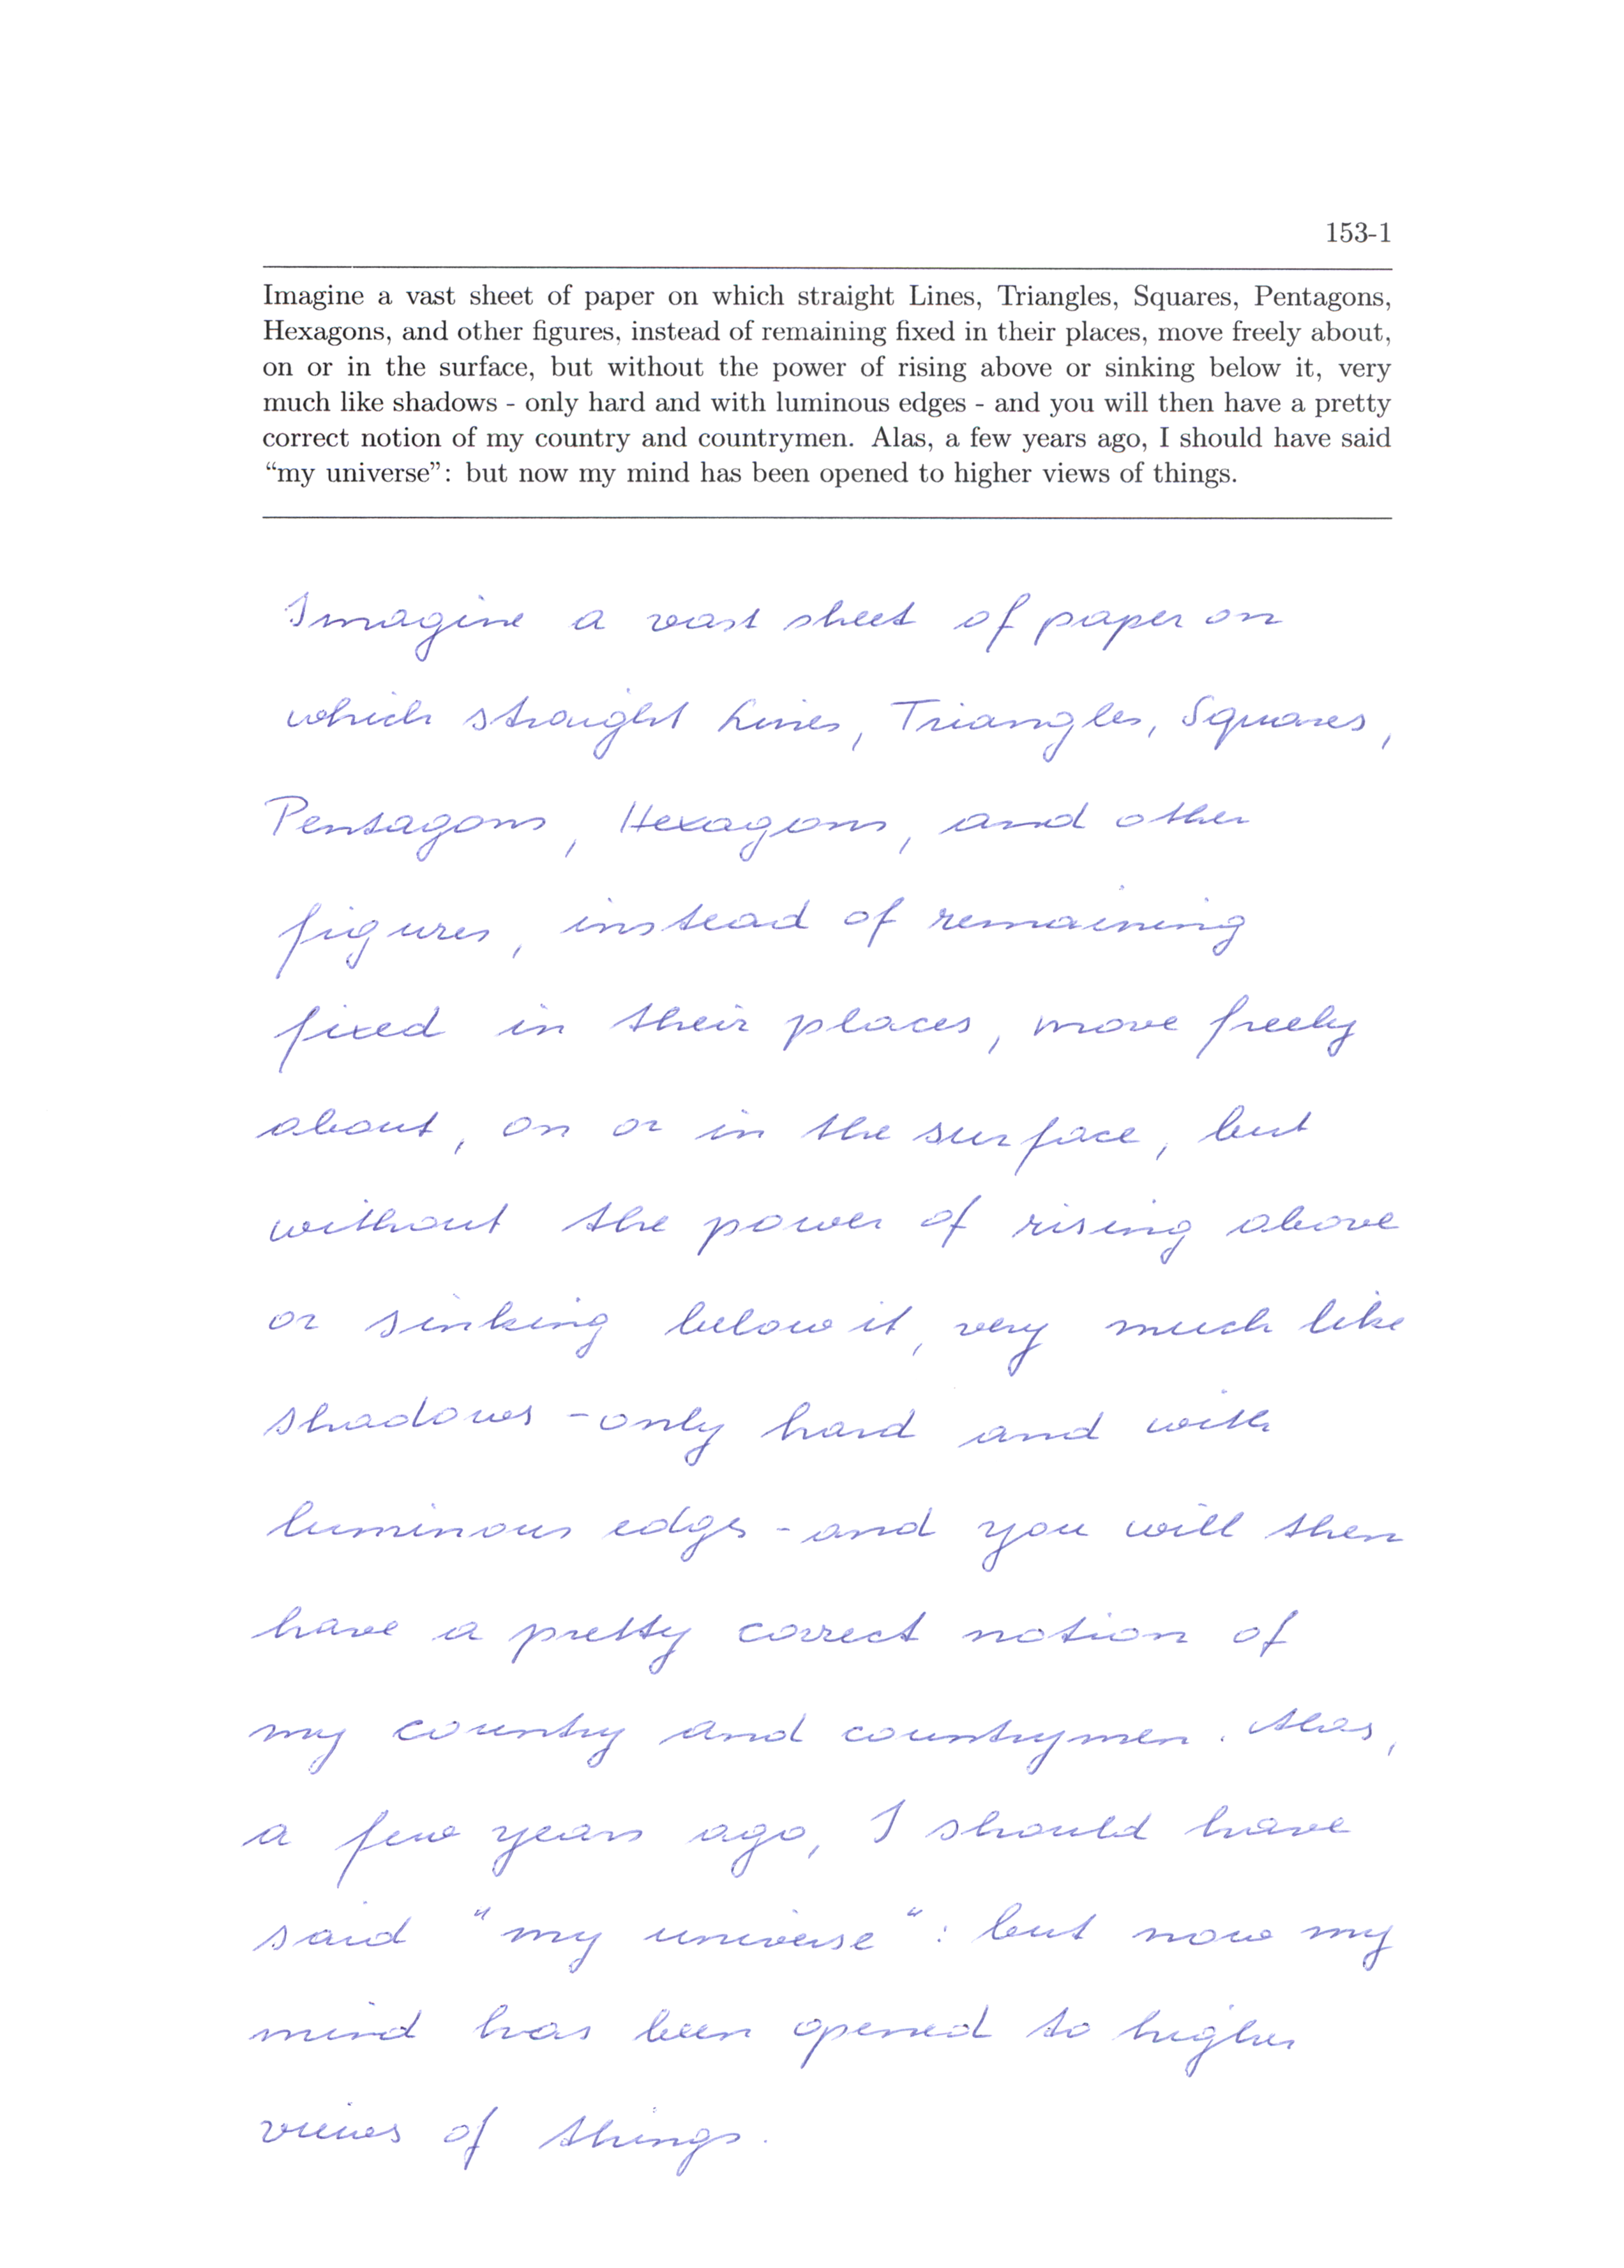 153-1
Imagine a vast sheet of paper on which straight Lines, Triangles, Squares, Pentagons,
Hexagons, and other figures, instead of remaining fixed in their places, move freely about,
on or in the surface, but without the power of rising above or sinking below it, very
much like shadows - only hard and with luminous edges - and you will then have a pretty
correct notion of my country and countrymen. Alas, a few years ago, I should have said
“my universe”: but now my mind has been opened to higher views of things.
Imagine a vast sheet of paper on
which straight Lines, Triangles, Squares,
Pentagons, Hexagons, and other
figures, instead of remaining
fixed in their places, move freely
about, on or in the surface, but
without the power of rising above
or sinking below it, very much like
shadows - only hard and with
luminous edges - and you will then
have a pretty correct notion of
my country and countrymen. Alas,
a few years ago, I should have
said "my universe": but now my
mind has been opened to higher
views of things.